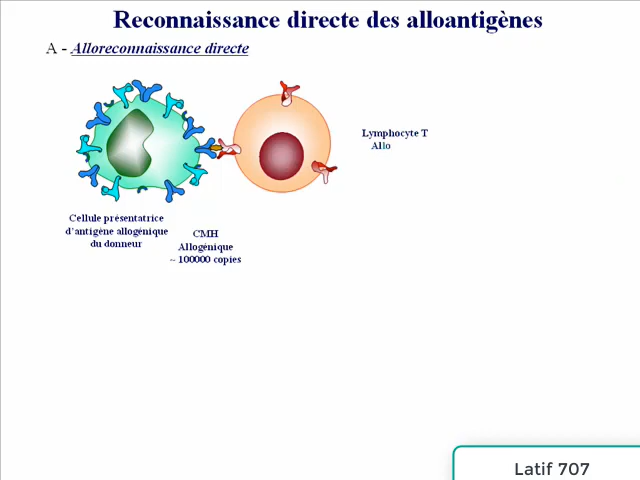 Reconnaissance directe des alloantigènes
A - Alloreconnaissance directe
Lymphocyte T
Allo
Cellule présentatrice
d'antigène allogénique
du donneur
CMH
Allogénique
~ 100000 copies
Latif 707